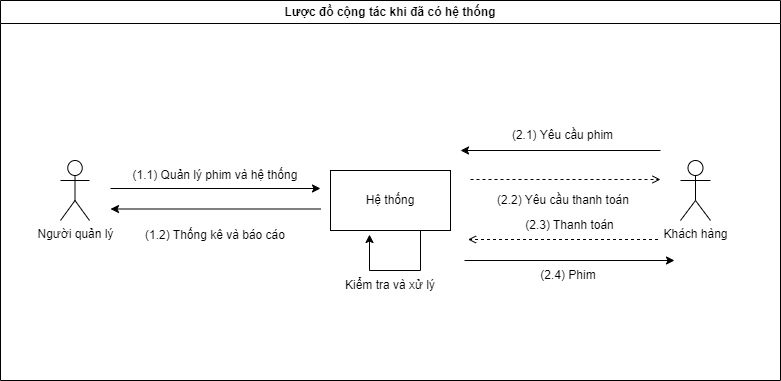 Lược đồ cộng tác khi đã có hệ thống
(2.1) Yêu cầu phim
(1.1) Quản lý phim và hệ thống
Hệ thống
(2.2) Yêu cầu thanh toán
(2.3) Thanh toán
Người quản lý
(1.2) Thống kê và báo cáo
Khách hàng
(2.4) Phim
Kiểm tra và xử lý